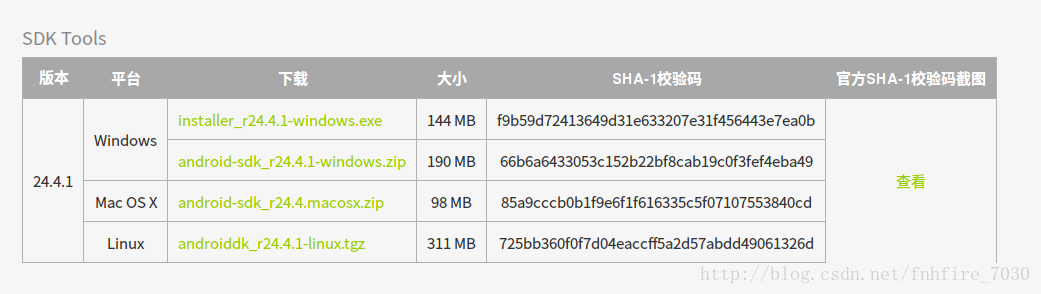 SDK Tools
版本 平台 下载 大小 SHA-1校验码 官方SHA-1校验码截图
24.4.1 Windows installer_r24.4.1-windows.exe 144 MB f9b59d72413649d31e633207e31f456443e7ea0b 查看
android-sdk_r24.4.1-windows.zip 190 MB 66b6a6433053c152b22bf8cab19c0f3fef4eba49
Mac OS X android-sdk_r24.4.macosx.zip 98 MB 85a9cccb0b1f9e6f1f616335c5f07107553840cd
Linux androiddk_r24.4.1-linux.tgz 311 MB 725bb360f0f7d04eaccff5a2d57abdd49061326d
http://blog.csdn.net/fnhfire_7030